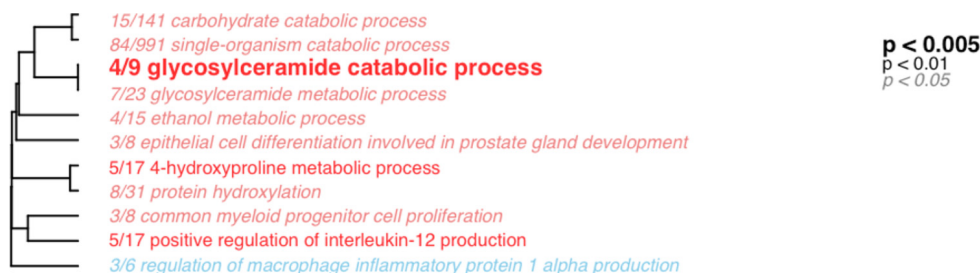 15/141 carbohydrate catabolic process
84/991 single-organism catabolic process
4/9 glycosylceramide catabolic process
7/23 glycosylceramide metabolic process
4/15 ethanol metabolic process
3/8 epithelial cell differentiation involved in prostate gland development
5/17 4-hydroxyproline metabolic process
8/31 protein hydroxylation
3/8 common myeloid progenitor cell proliferation
5/17 positive regulation of interleukin-12 production
3/6 regulation of macrophage inflammatory protein 1 alpha production
p < 0.005
p < 0.01
p < 0.05